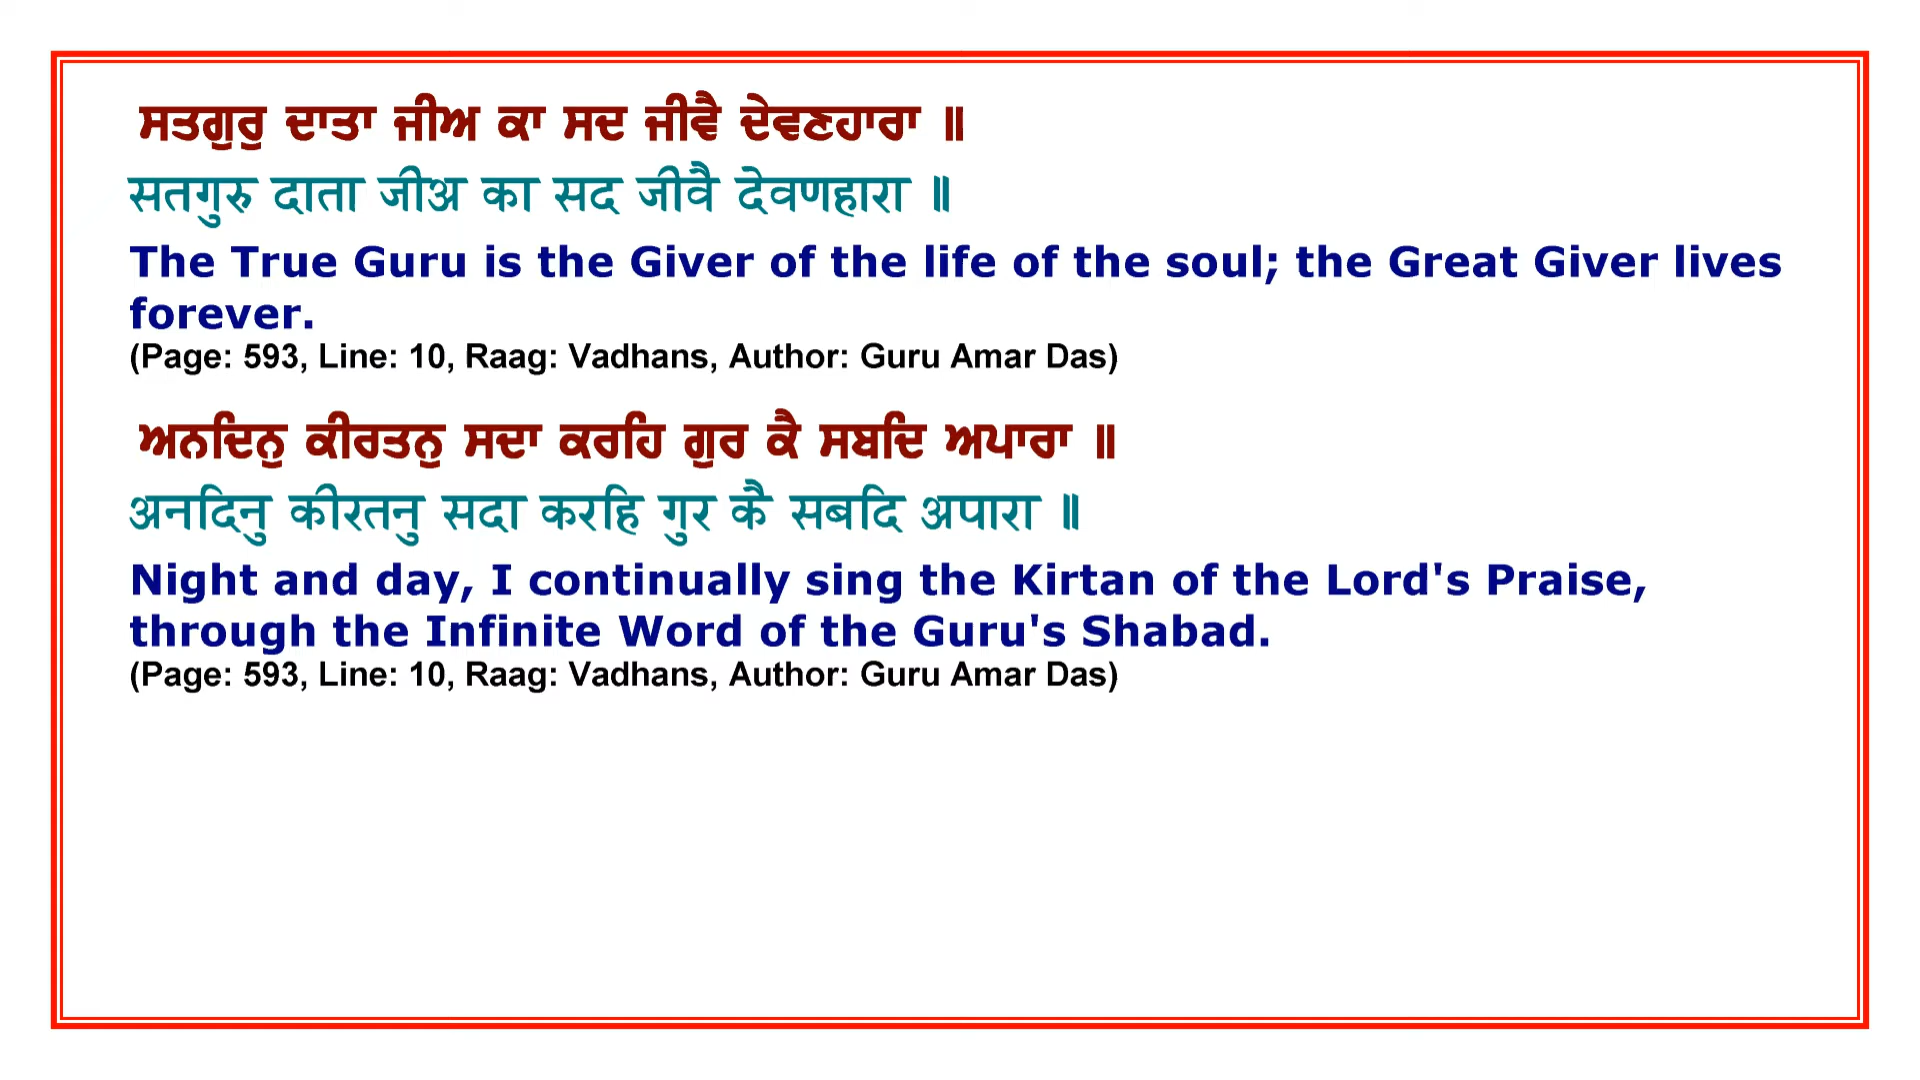 ਸਤਗੁਰੁ ਦਾਤਾ ਜੀਅ ਕਾ ਸਦ ਜੀਵੈ ਦੇਵਣਹਾਰਾ ॥
सतगुरु दाता जीअ का सद जीवै देवणहारा ॥
The True Guru is the Giver of the life of the soul; the Great Giver lives
forever.
(Page: 593, Line: 10, Raag: Vadhans, Author: Guru Amar Das)
ਅਨਦਿਨੁ ਕੀਰਤਨੁ ਸਦਾ ਕਰਹਿ ਗੁਰ ਕੈ ਸਬਦਿ ਅਪਾਰਾ ॥
अनदिनु कीरतनु सदा करहि गुर कै सबदि अपारा ॥
Night and day, I continually sing the Kirtan of the Lord's Praise,
through the Infinite Word of the Guru's Shabad.
(Page: 593, Line: 10, Raag: Vadhans, Author: Guru Amar Das)